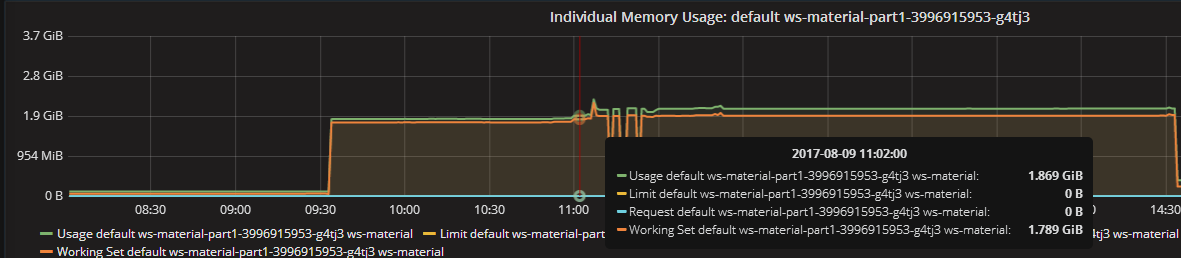 Individual Memory Usage: default ws-material-part1-3996915953-g4tj3
3.7 GiB
2.8 GiB
1.9 GiB
954 MiB
0 B
08:30 09:00 09:30 10:00 10:30 11:00 0 14:30
2017-08-09 11:02:00
Usage default ws-material-part1-3996915953-g4tj3 ws-material: 1.869 GiB
Limit default ws-material-part1-3996915953-g4tj3 ws-material: 0 B
Request default ws-material-part1-3996915953-g4tj3 ws-material: 0 B
Working Set default ws-material-part1-3996915953-g4tj3 ws-material: 1.789 GiB
Usage default ws-material-part1-3996915953-g4tj3 ws-material Limit default ws-material-part tj3 ws-material
Working Set default ws-material-part1-3996915953-g4tj3 ws-material